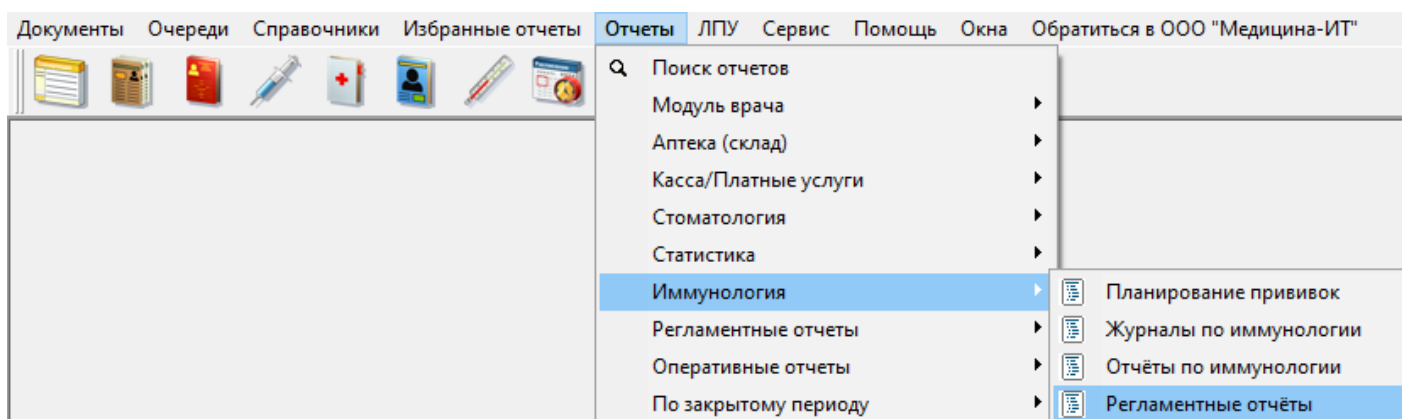 Документы Очереди Справочники Избранные отчеты Отчеты ЛПУ Сервис Помощь Окна Обратиться в ООО "Медицина-ИТ"
Поиск отчетов
Модуль врача
Аптека (склад)
Касса/Платные услуги
Стоматология
Статистика
Иммунология
Регламентные отчеты
Оперативные отчеты
По закрытому периоду
Планирование прививок
Журналы по иммунологии
Отчёты по иммунологии
Регламентные отчёты